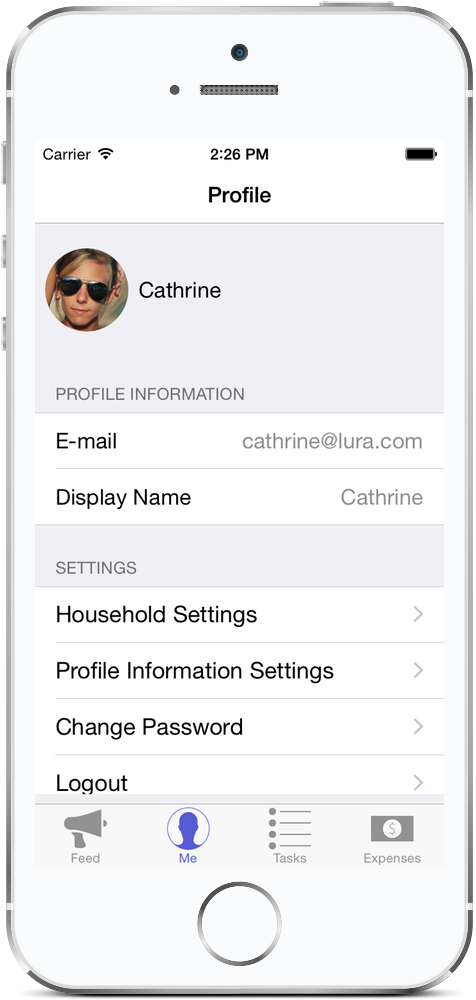 Carrier 2:26 PM
Profile
Cathrine
PROFILE INFORMATION
E-mail cathrine@lura.com
Display Name Cathrine
SETTINGS
Household Settings
Profile Information Settings
Change Password
Logout
Feed Me Tasks Expenses